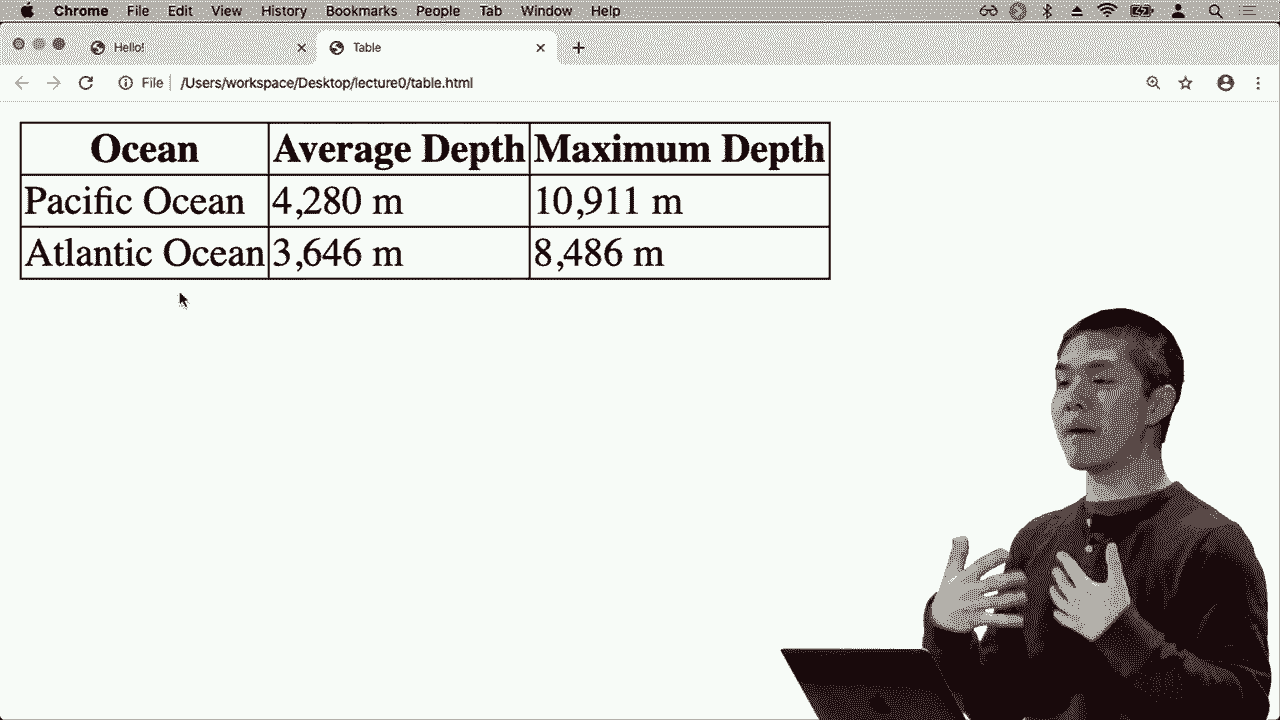 Chrome File Edit View History Bookmarks People Tab Window Help
Hello! Table
File /Users/workspace/Desktop/lecture0/table.html
Ocean Average Depth Maximum Depth
Pacific Ocean 4,280 m 10,911 m
Atlantic Ocean 3,646 m 8,486 m